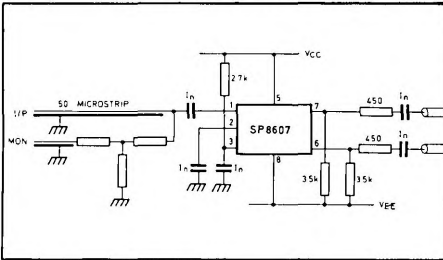 VCC
2.7k
1n
5
450
1n
50 MICROSTRIP
I/P
1
7
2
SP8607
MON
3
6
450
1n
8
1n
1n
3.5k
3.5k
VEE